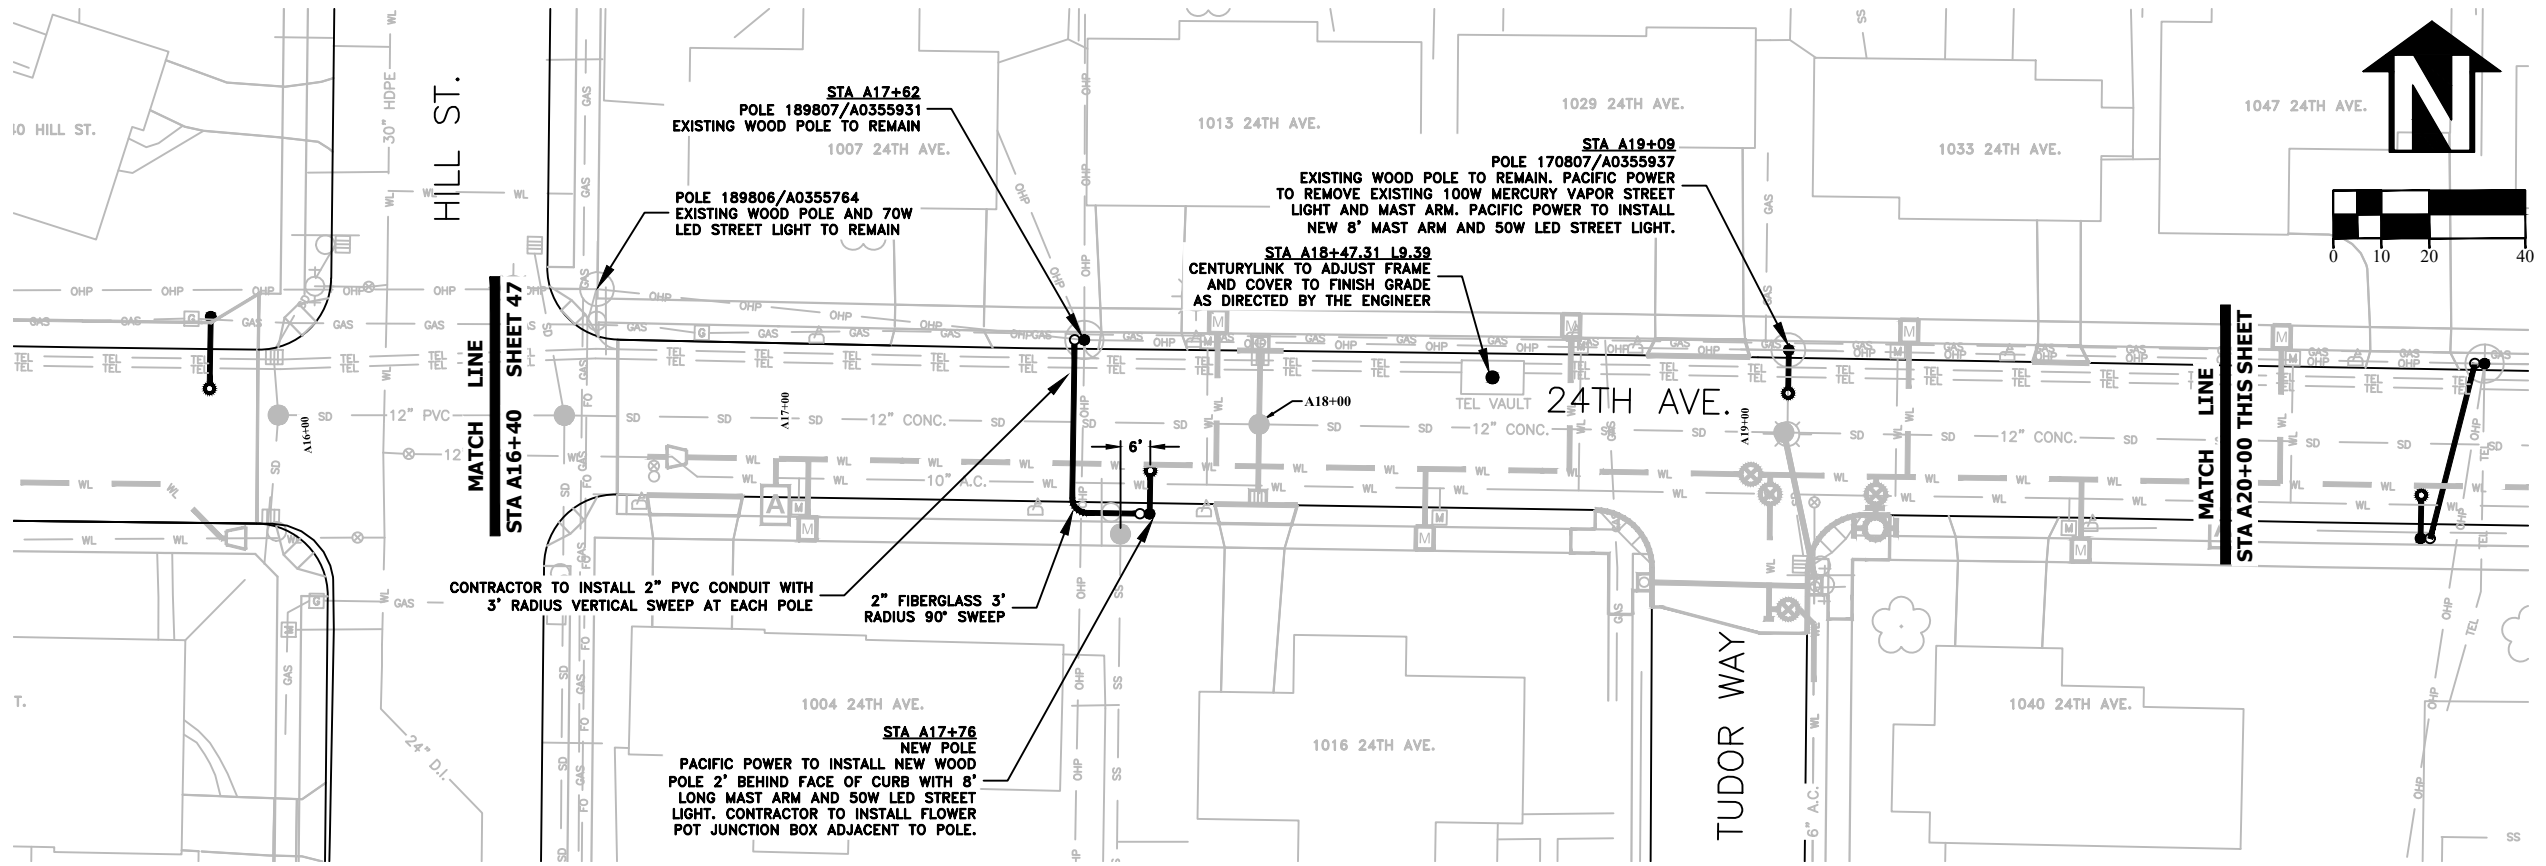 HILL ST.
30" HDPE
1007 24TH AVE.
1013 24TH AVE.
1029 24TH AVE.
1033 24TH AVE.
1047 24TH AVE.
N
0 10 20 40
STA A17+62
POLE 189807/A0355931
EXISTING WOOD POLE TO REMAIN
POLE 189806/A0355764
EXISTING WOOD POLE AND 70W
LED STREET LIGHT TO REMAIN
STA A19+09
POLE 170807/A0355937
EXISTING WOOD POLE TO REMAIN. PACIFIC POWER
TO REMOVE EXISTING 100W MERCURY VAPOR STREET
LIGHT AND MAST ARM. PACIFIC POWER TO INSTALL
NEW 8' MAST ARM AND 50W LED STREET LIGHT.
STA A18+47.31 L9.39
CENTURYLINK TO ADJUST FRAME
AND COVER TO FINISH GRADE
AS DIRECTED BY THE ENGINEER
MATCH LINE
STA A16+40 SHEET 47
MATCH LINE
STA A20+00 THIS SHEET
A16+00
A17+00
A18+00
A19+00
12" PVC
12" CONC.
12" CONC.
12" CONC.
TEL VAULT
24TH AVE.
10" A.C.
6'
A
CONTRACTOR TO INSTALL 2" PVC CONDUIT WITH
3' RADIUS VERTICAL SWEEP AT EACH POLE
2" FIBERGLASS 3'
RADIUS 90° SWEEP
STA A17+76
NEW POLE
PACIFIC POWER TO INSTALL NEW WOOD
POLE 2' BEHIND FACE OF CURB WITH 8'
LONG MAST ARM AND 50W LED STREET
LIGHT. CONTRACTOR TO INSTALL FLOWER
POT JUNCTION BOX ADJACENT TO POLE.
24" D.I.
1004 24TH AVE.
1016 24TH AVE.
1040 24TH AVE.
TUDOR WAY
6" A.C.